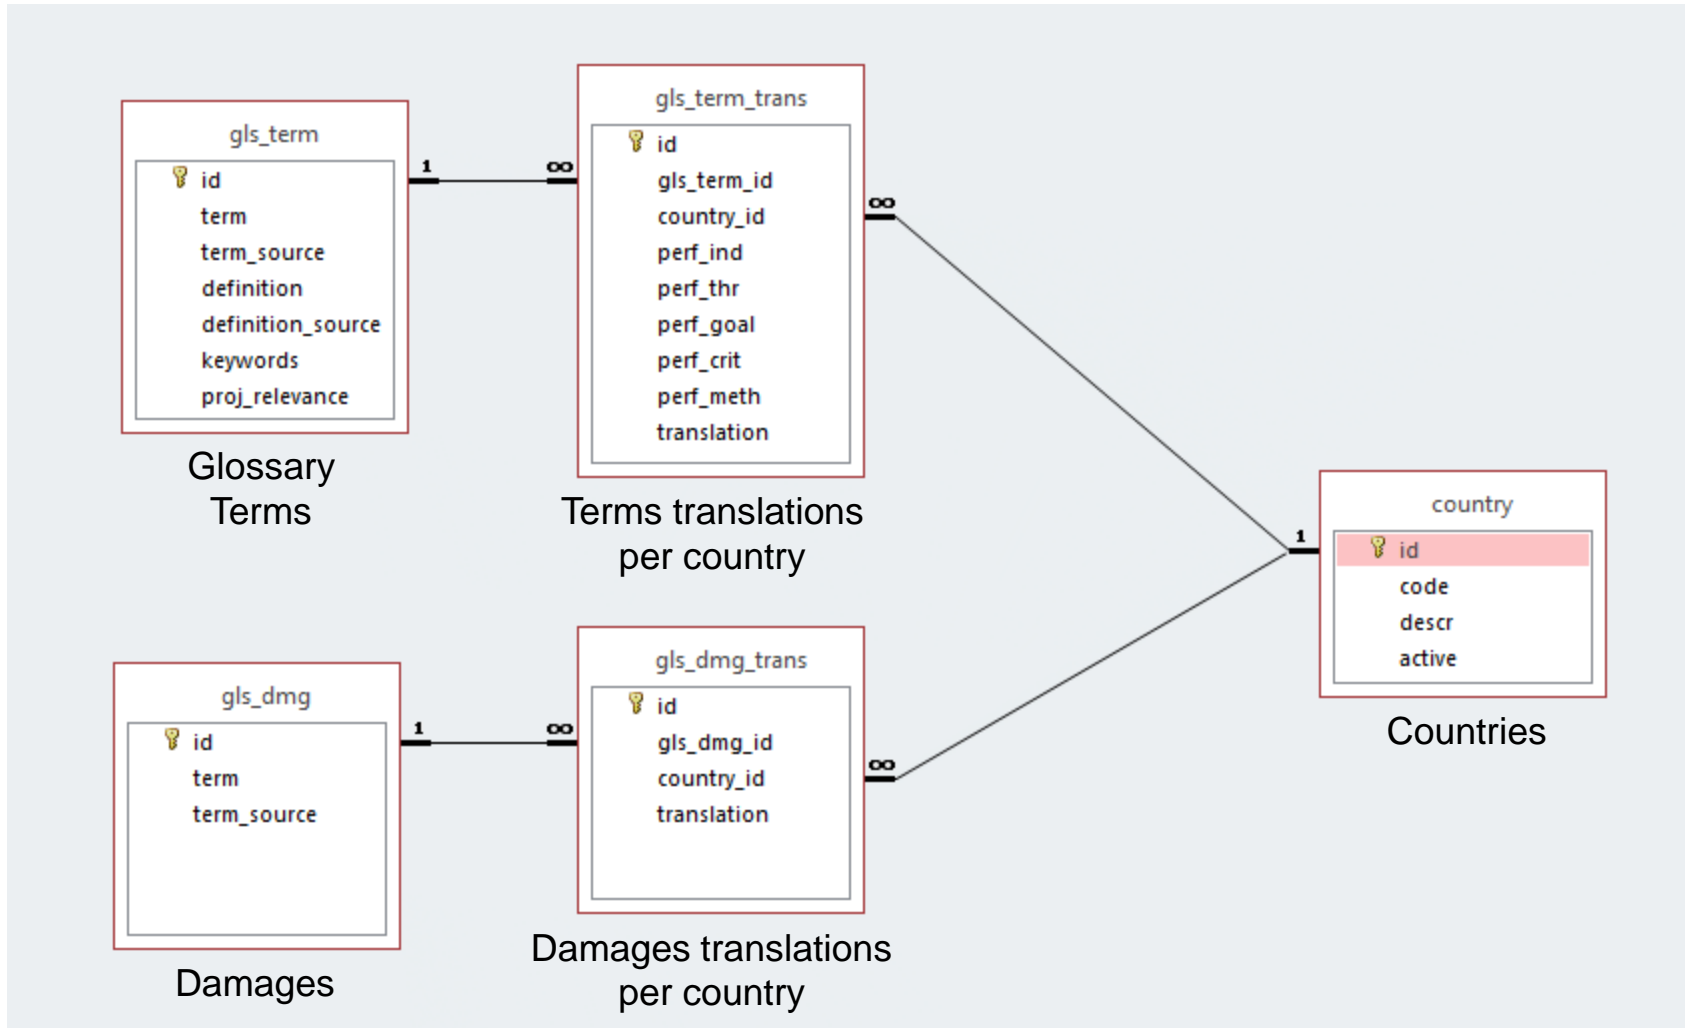 gls_term
id
term
term_source
definition
definition_source
keywords
proj_relevance
Glossary
Terms
1
∞
gls_term_trans
id
gls_term_id
country_id
perf_ind
perf_thr
perf_goal
perf_crit
perf_meth
translation
Terms translations
per country
∞
1
country
id
code
descr
active
Countries
gls_dmg
id
term
term_source
Damages
1
∞
gls_dmg_trans
id
gls_dmg_id
country_id
translation
Damages translations
per country
∞